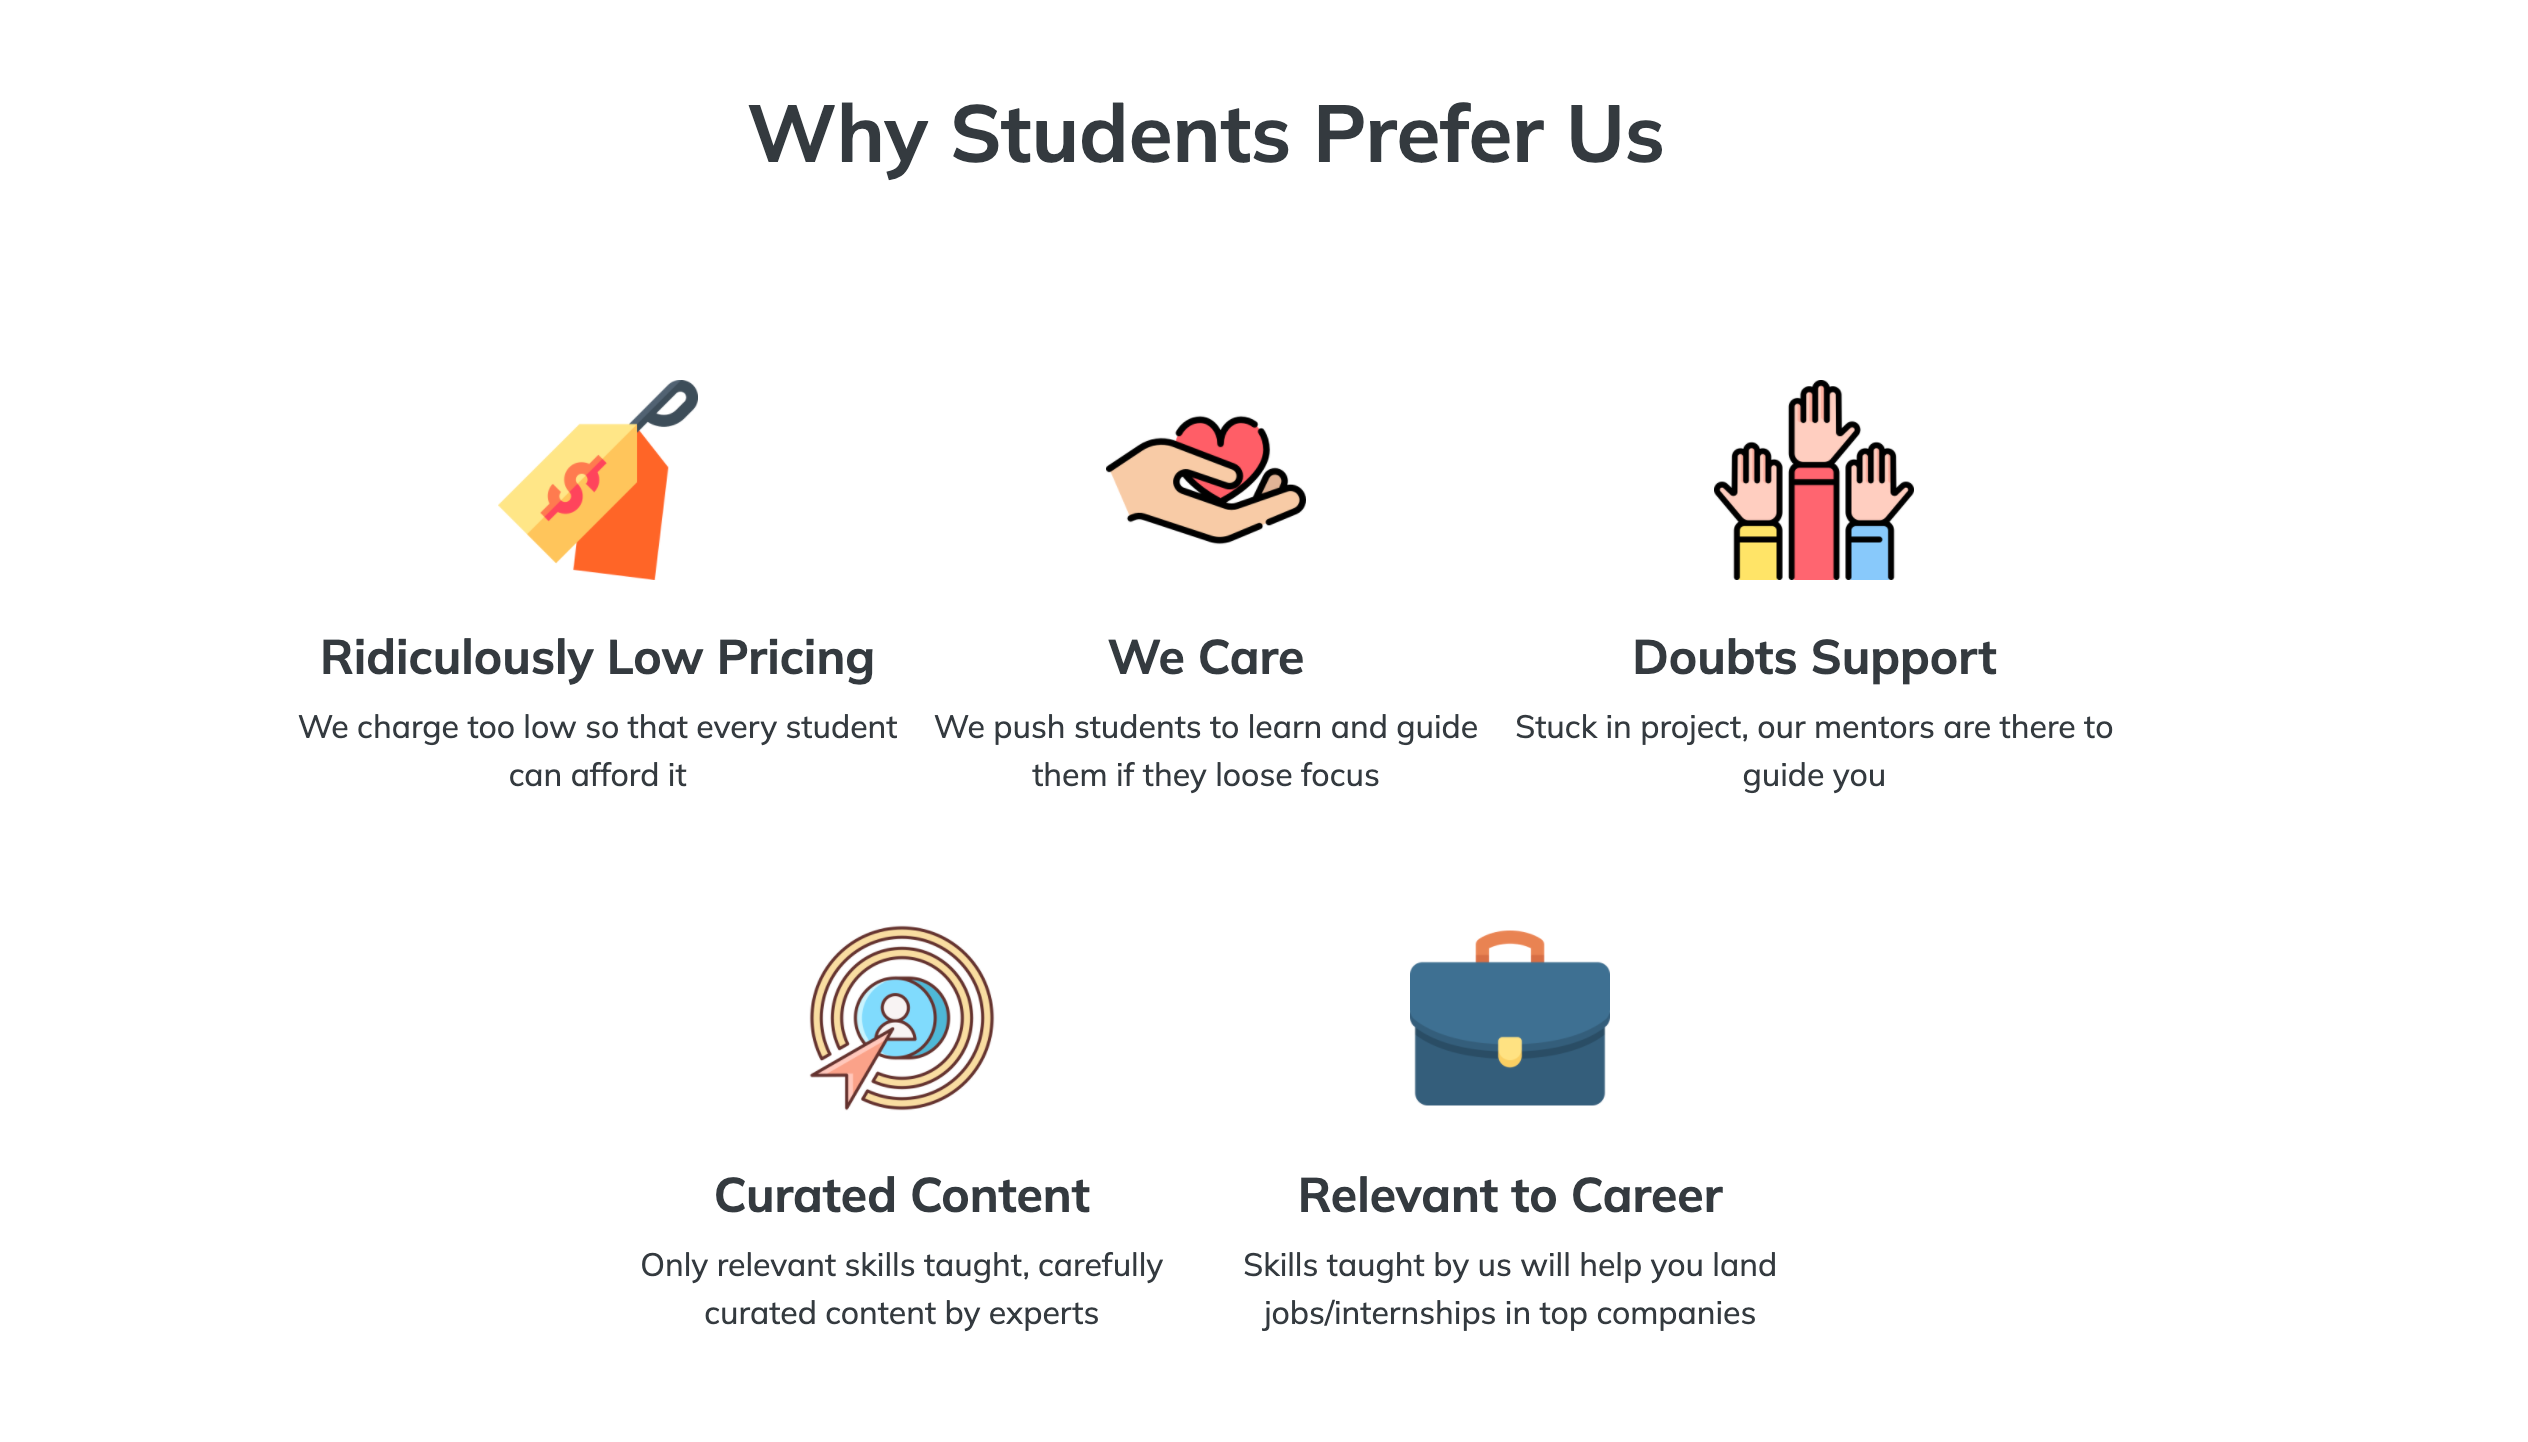 Why Students Prefer Us
Ridiculously Low Pricing
We charge too low so that every student
can afford it
We Care
We push students to learn and guide
them if they loose focus
Doubts Support
Stuck in project, our mentors are there to
guide you
Curated Content
Only relevant skills taught, carefully
curated content by experts
Relevant to Career
Skills taught by us will help you land
jobs/internships in top companies